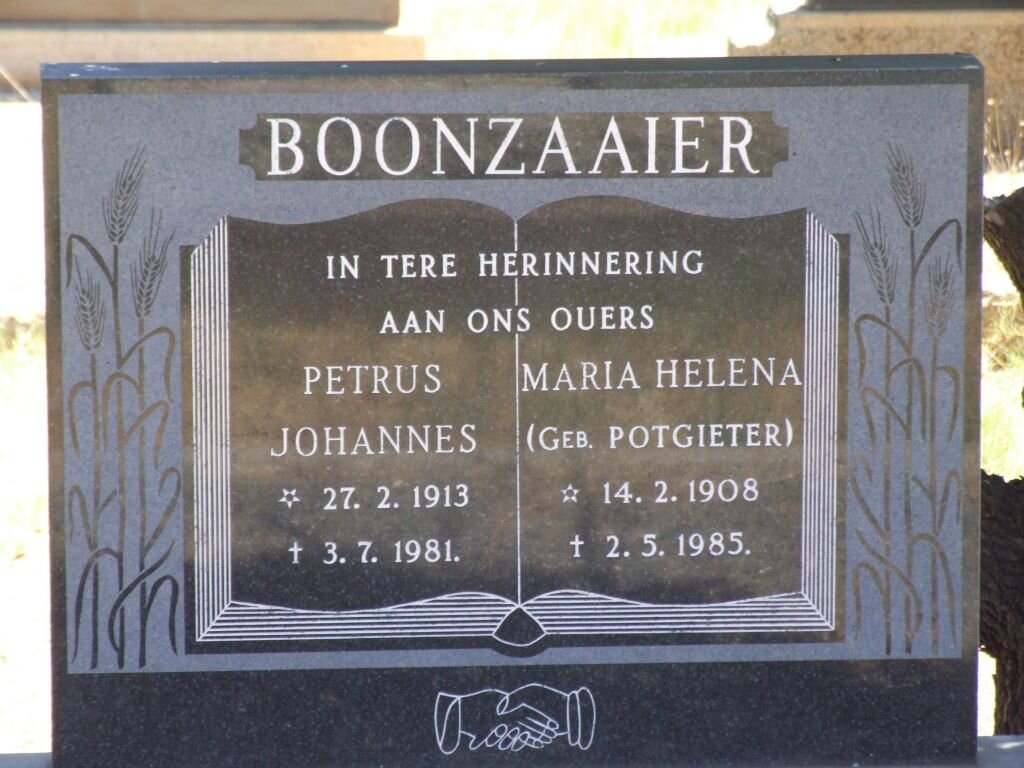 BOONZAAIER
IN TERE HERINNERING
AAN ONS OUERS
PETRUS
JOHANNES
☆ 27. 2. 1913
† 3. 7. 1981.
MARIA HELENA
(GEB. POTGIETER)
☆ 14. 2. 1908
† 2. 5. 1985.